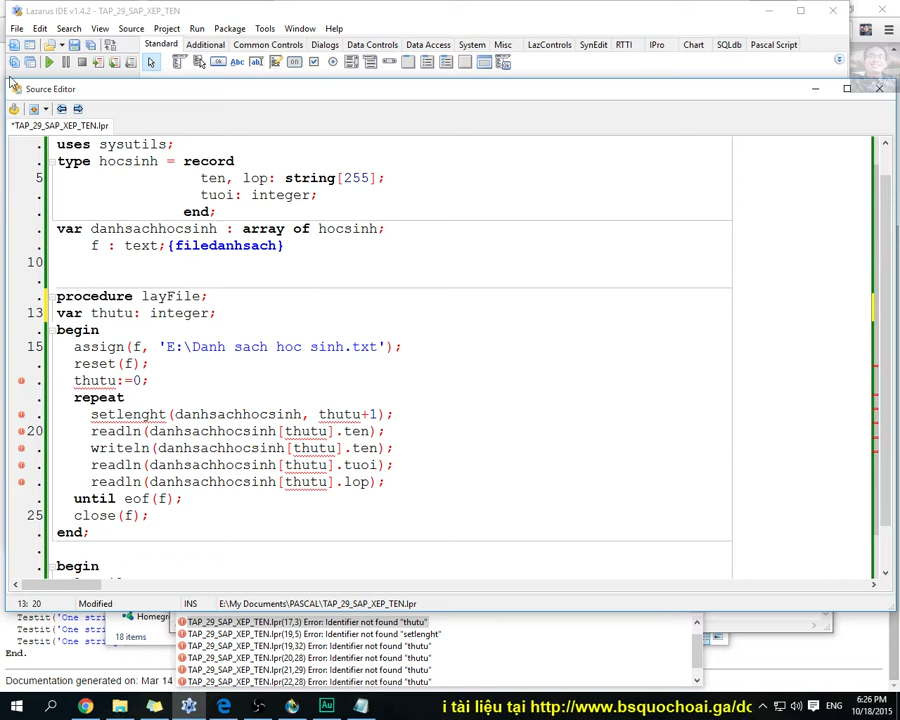 Lazarus IDE v1.4.2 - TAP_29_SAP_XEP_TEN
File Edit Search View Source Project Run Package Tools Window Help
Standard Additional Common Controls Dialogs Data Controls Data Access System Misc LazControls SynEdit RTTI IPro Chart SQLdb Pascal Script
Source Editor
*TAP_29_SAP_XEP_TEN.lpr
uses sysutils;
type hocsinh = record
5 ten, lop: string[255];
tuoi: integer;
end;
var danhsachhocsinh : array of hocsinh;
f : text;{filedanhsach}
10
procedure layFile;
13 var thutu: integer;
begin
15 assign(f, 'E:\Danh sach hoc sinh.txt');
reset(f);
thutu:=0;
repeat
setlenght(danhsachhocsinh, thutu+1);
20 readln(danhsachhocsinh[thutu].ten);
writeln(danhsachhocsinh[thutu].ten);
readln(danhsachhocsinh[thutu].tuoi);
readln(danhsachhocsinh[thutu].lop);
until eof(f);
25 close(f);
end;
begin
13: 20 Modified INS E:\My Documents\PASCAL\TAP_29_SAP_XEP_TEN.lpr
Testit('One stri
Testit('One stri
Testit('One strin
End.
Homegr
18 items
TAP_29_SAP_XEP_TEN.lpr(17,3) Error: Identifier not found "thutu"
TAP_29_SAP_XEP_TEN.lpr(19,5) Error: Identifier not found "setlenght"
TAP_29_SAP_XEP_TEN.lpr(19,32) Error: Identifier not found "thutu"
TAP_29_SAP_XEP_TEN.lpr(20,28) Error: Identifier not found "thutu"
TAP_29_SAP_XEP_TEN.lpr(21,29) Error: Identifier not found "thutu"
TAP_29_SAP_XEP_TEN.lpr(22,28) Error: Identifier not found "thutu"
Documentation generated on: Mar 14
i tài liệu tại http://www.bsquochoai.ga/do
ENG
6:26 PM
10/18/2015